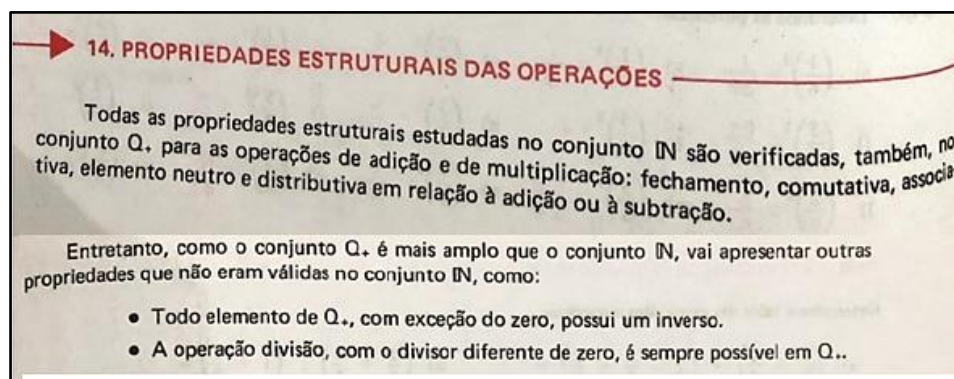 14. PROPRIEDADES ESTRUTURAIS DAS OPERAÇÕES
Todas as propriedades estruturais estudadas no conjunto ℕ são verificadas, também, no
conjunto Q₊ para as operações de adição e de multiplicação: fechamento, comutativa, associa-
tiva, elemento neutro e distributiva em relação à adição ou à subtração.
Entretanto, como o conjunto Q₊ é mais amplo que o conjunto ℕ, vai apresentar outras
propriedades que não eram válidas no conjunto ℕ, como:
• Todo elemento de Q₊, com exceção do zero, possui um inverso.
• A operação divisão, com o divisor diferente de zero, é sempre possível em Q₊.